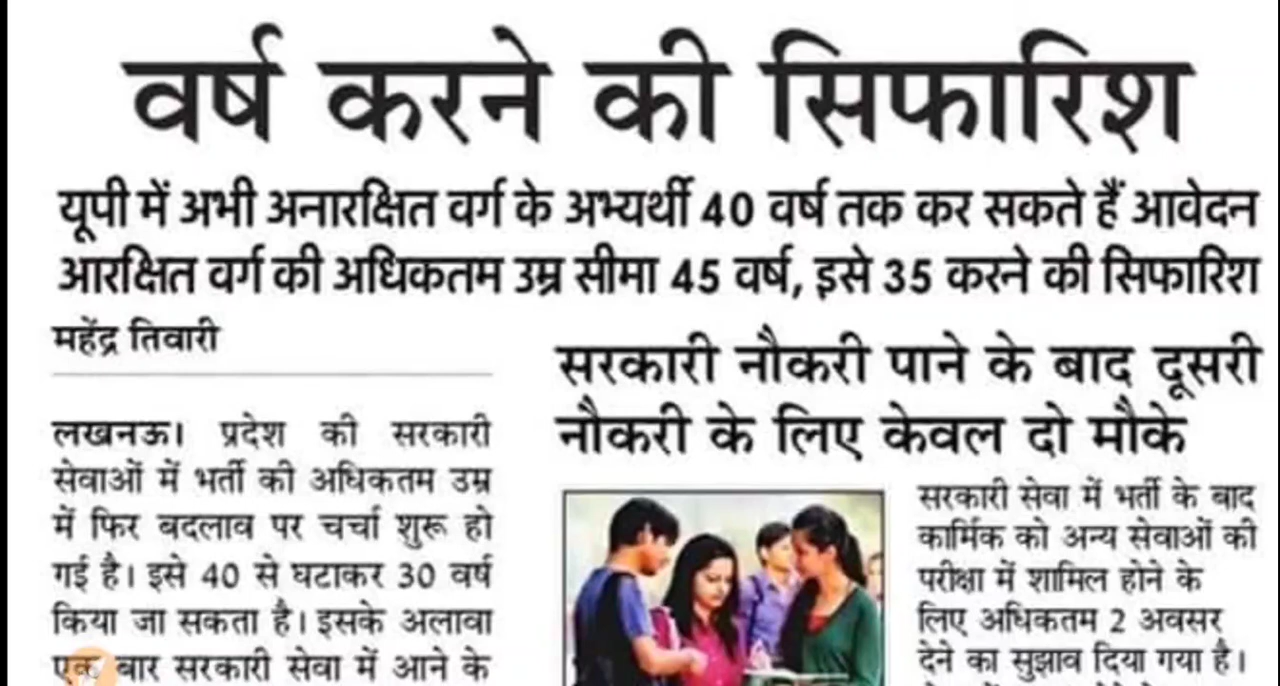 वर्ष करने की सिफारिश
यूपी में अभी अनारक्षित वर्ग के अभ्यर्थी 40 वर्ष तक कर सकते हैं आवेदन
आरक्षित वर्ग की अधिकतम उम्र सीमा 45 वर्ष, इसे 35 करने की सिफारिश
महेंद्र तिवारी
लखनऊ। प्रदेश की सरकारी
सेवाओं में भर्ती की अधिकतम उम्र
में फिर बदलाव पर चर्चा शुरू हो
गई है। इसे 40 से घटाकर 30 वर्ष
किया जा सकता है। इसके अलावा
एक बार सरकारी सेवा में आने के
सरकारी नौकरी पाने के बाद दूसरी
नौकरी के लिए केवल दो मौके
सरकारी सेवा में भर्ती के बाद
कार्मिक को अन्य सेवाओं की
परीक्षा में शामिल होने के
लिए अधिकतम 2 अवसर
देने का सुझाव दिया गया है।